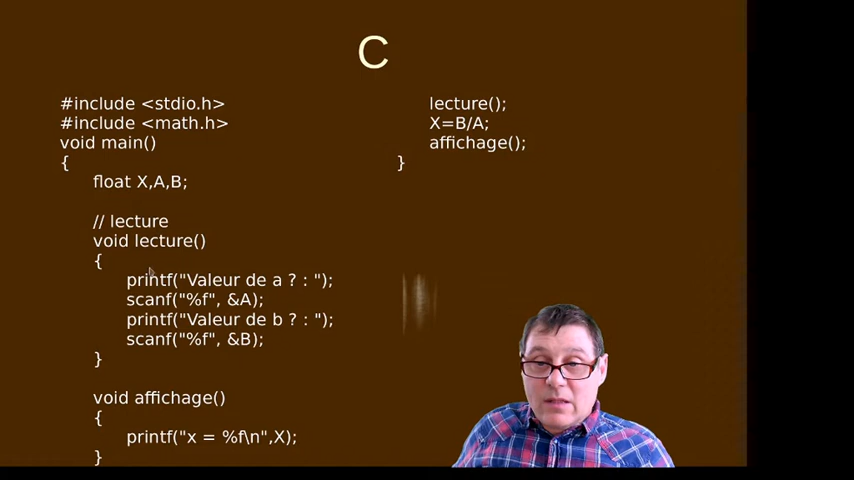 C
#include <stdio.h>
#include <math.h>
void main()
{
float X,A,B;
// lecture
void lecture()
{
printf("Valeur de a ? : ");
scanf("%f", &A);
printf("Valeur de b ? : ");
scanf("%f", &B);
}
void affichage()
{
printf("x = %f\n",X);
}
lecture();
X=B/A;
affichage();
}